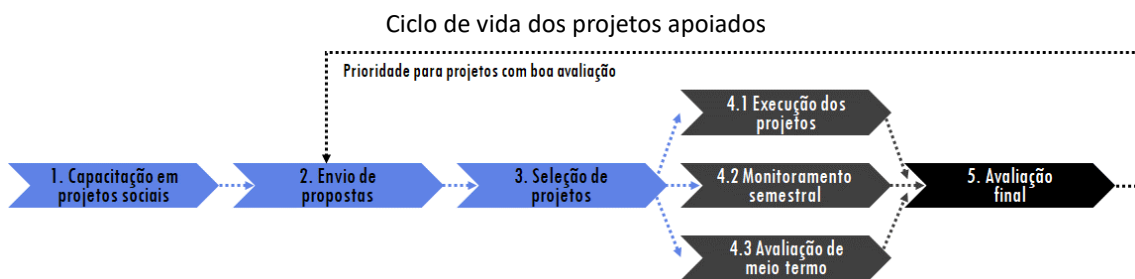 Ciclo de vida dos projetos apoiados
Prioridade para projetos com boa avaliação
1. Capacitação em
projetos sociais
2. Envio de
propostas
3. Seleção de
projetos
4.1 Execução dos
projetos
4.2 Monitoramento
semestral
4.3 Avaliação de
meio termo
5. Avaliação
final